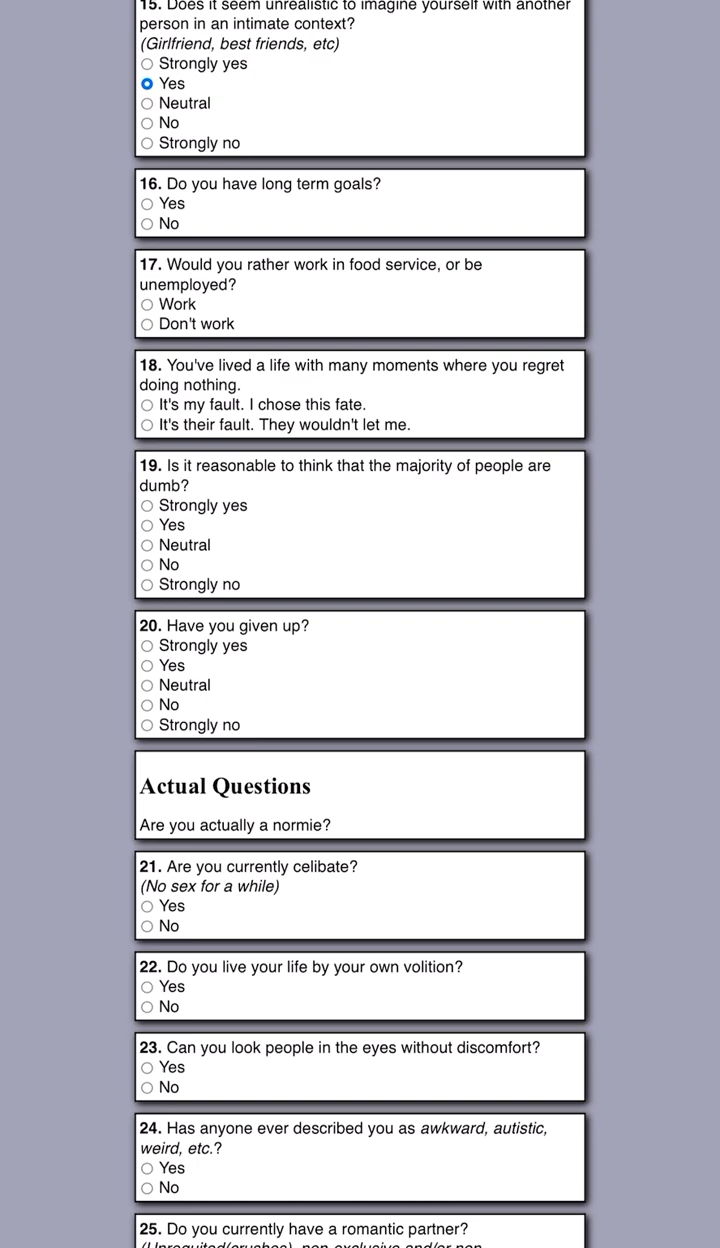 15. Does it seem unrealistic to imagine yourself with another
person in an intimate context?
(Girlfriend, best friends, etc)
Strongly yes
Yes
Neutral
No
Strongly no
16. Do you have long term goals?
Yes
No
17. Would you rather work in food service, or be
unemployed?
Work
Don't work
18. You've lived a life with many moments where you regret
doing nothing.
It's my fault. I chose this fate.
It's their fault. They wouldn't let me.
19. Is it reasonable to think that the majority of people are
dumb?
Strongly yes
Yes
Neutral
No
Strongly no
20. Have you given up?
Strongly yes
Yes
Neutral
No
Strongly no
Actual Questions
Are you actually a normie?
21. Are you currently celibate?
(No sex for a while)
Yes
No
22. Do you live your life by your own volition?
Yes
No
23. Can you look people in the eyes without discomfort?
Yes
No
24. Has anyone ever described you as awkward, autistic,
weird, etc.?
Yes
No
25. Do you currently have a romantic partner?
(Unrequited(crushes), non exclusive and/or non